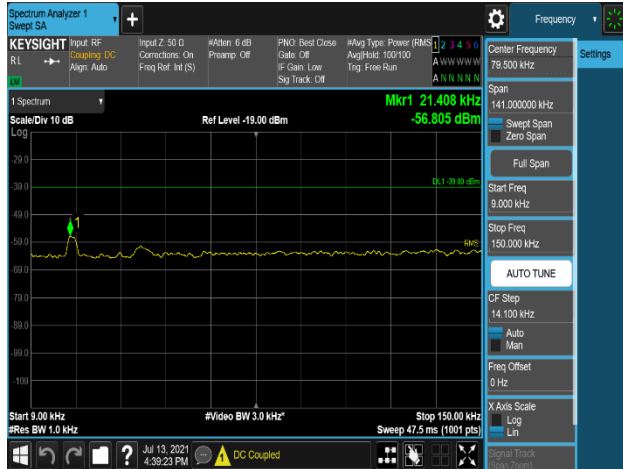 Spectrum Analyzer 1
Swept SA
Frequency
KEYSIGHT
RL
Input: RF
Coupling: DC
Align: Auto
Input Z: 50 Ω
Corrections: On
Freq Ref: Int (S)
#Atten: 6 dB
Preamp: Off
PNO: Best Close
Gate: Off
IF Gain: Low
Sig Track: Off
#Avg Type: Power (RMS
Avg|Hold: 100/100
Trig: Free Run
1 2 3 4 5 6
A W W W W W
A N N N N N
Center Frequency
79.500 kHz
Settings
Span
141.000000 kHz
Swept Span
Zero Span
Full Span
Start Freq
9.000 kHz
Stop Freq
150.000 kHz
AUTO TUNE
CF Step
14.100 kHz
Auto
Man
Freq Offset
0 Hz
X Axis Scale
Log
Lin
Signal Track
(Span Zoom)
1 Spectrum
Mkr1 21.408 kHz
Scale/Div 10 dB
Ref Level -19.00 dBm
-56.805 dBm
Log
-29.0
-39.0
DL1 -39.00 dBm
-49.0
1
-59.0
RMS
-69.0
-79.0
-89.0
-99.0
-109
Start 9.00 kHz
#Video BW 3.0 kHz*
Stop 150.00 kHz
#Res BW 1.0 kHz
Sweep 47.5 ms (1001 pts)
?
Jul 13, 2021
4:39:23 PM
DC Coupled